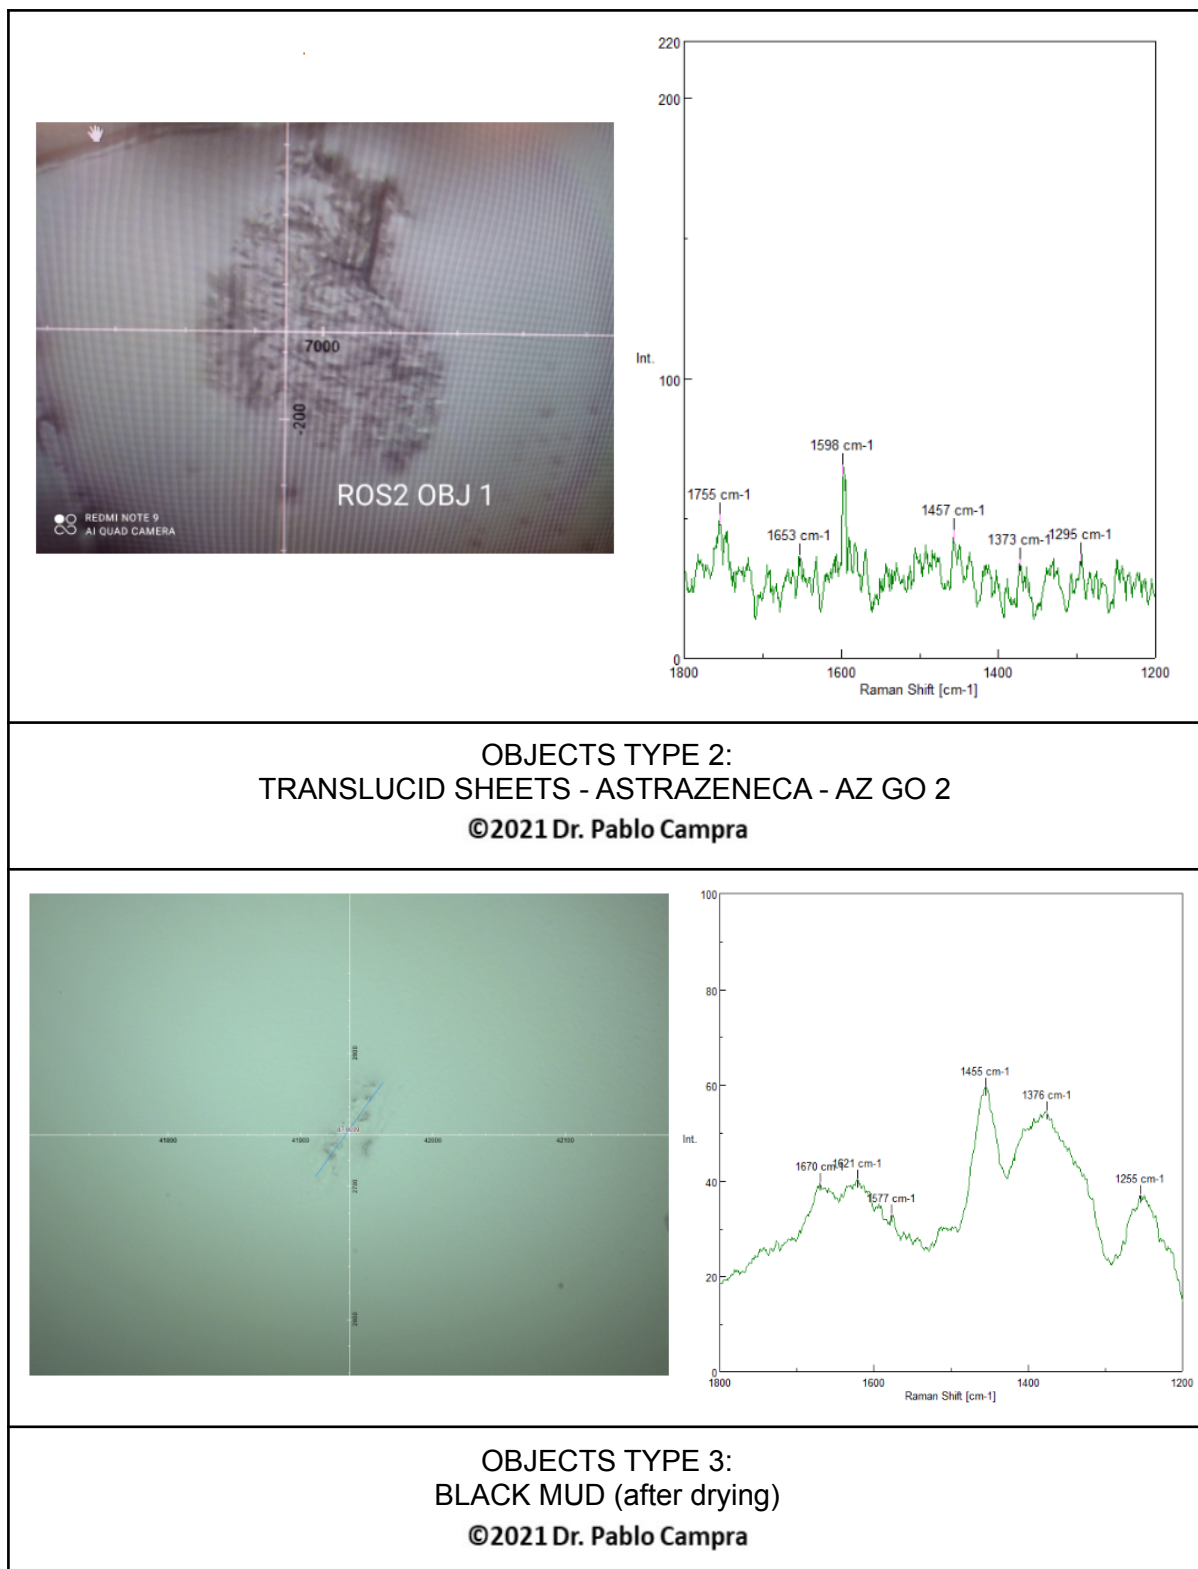 220
200
100
0
Int.
1755 cm-1
1653 cm-1
1598 cm-1
1457 cm-1
1373 cm-1
1295 cm-1
1800
1600
1400
1200
Raman Shift [cm-1]
7000
-200
ROS2 OBJ 1
REDMI NOTE 9
AI QUAD CAMERA
OBJECTS TYPE 2:
TRANSLUCID SHEETS - ASTRAZENECA - AZ GO 2
©2021 Dr. Pablo Campra
41800
41900
42000
42100
2700
100
80
60
40
20
0
Int.
1670 cm-1
1621 cm-1
1577 cm-1
1455 cm-1
1376 cm-1
1255 cm-1
1800
1600
1400
1200
Raman Shift [cm-1]
OBJECTS TYPE 3:
BLACK MUD (after drying)
©2021 Dr. Pablo Campra